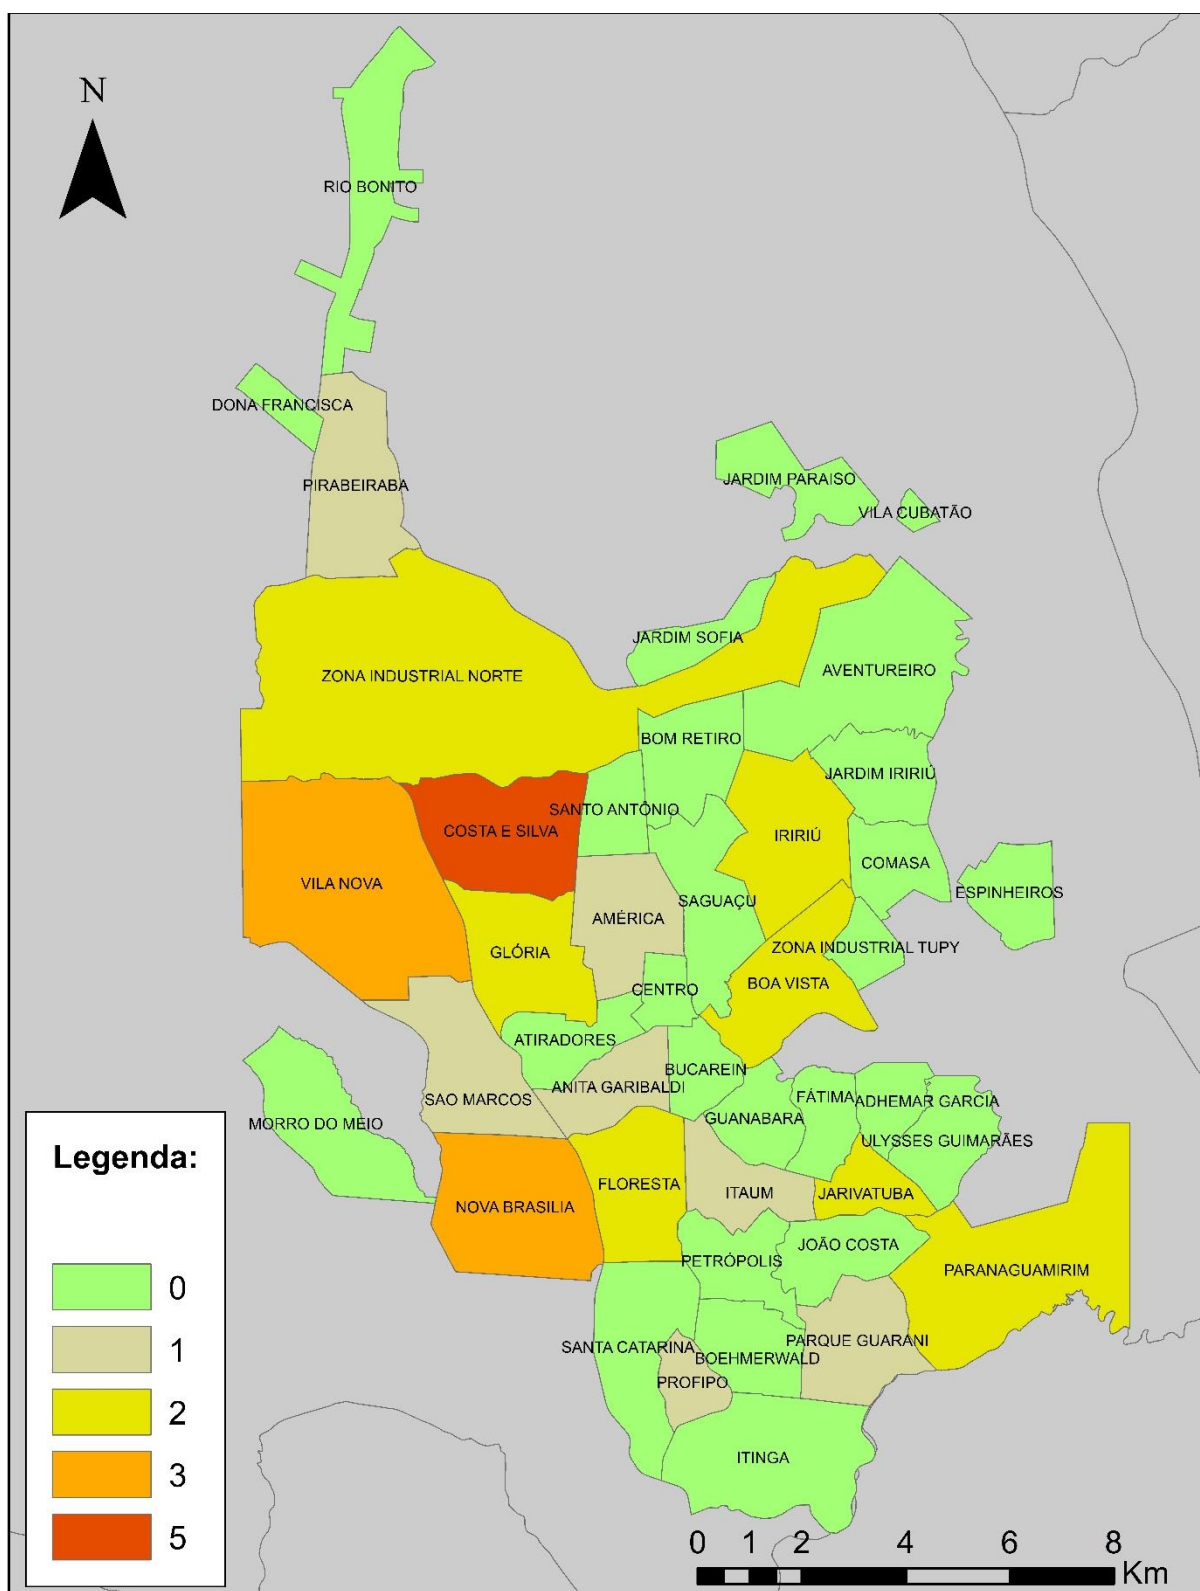 N
RIO BONITO
DONA FRANCISCA
PIRABEIRABA
JARDIM PARAISO
VILA CUBATÃO
JARDIM SOFIA
ZONA INDUSTRIAL NORTE
AVENTUREIRO
BOM RETIRO
JARDIM IRIRIÚ
SANTO ANTÔNIO
COSTA E SILVA
IRIRIÚ
COMASA
VILA NOVA
ESPINHEIROS
SAGUAÇU
AMÉRICA
GLÓRIA
ZONA INDUSTRIAL TUPY
BOA VISTA
CENTRO
ATIRADORES
BUCAREIN
ANITA GARIBALDI
SAO MARCOS
FÁTIMA
ADHEMAR GARCIA
GUANABARA
MORRO DO MEIO
ULYSSES GUIMARÃES
FLORESTA
ITAUM
JARIVATUBA
NOVA BRASILIA
JOÃO COSTA
PETRÓPOLIS
PARANAGUAMIRIM
PARQUE GUARANI
SANTA CATARINA
BOEHMERWALD
PROFIPO
ITINGA
Legenda:
0
1
2
3
5
0 1 2 4 6 8
Km